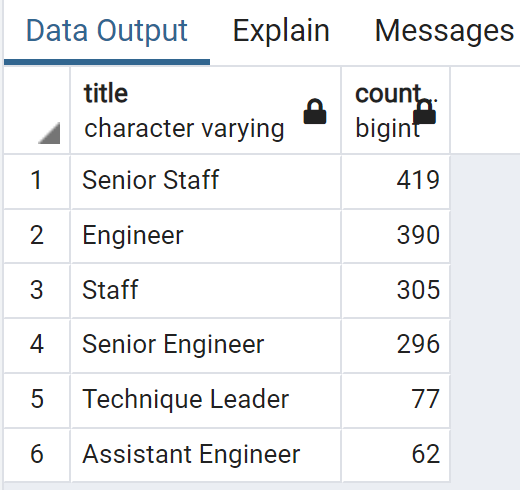 Data Output Explain Messages
title count..
character varying bigint
1 Senior Staff 419
2 Engineer 390
3 Staff 305
4 Senior Engineer 296
5 Technique Leader 77
6 Assistant Engineer 62